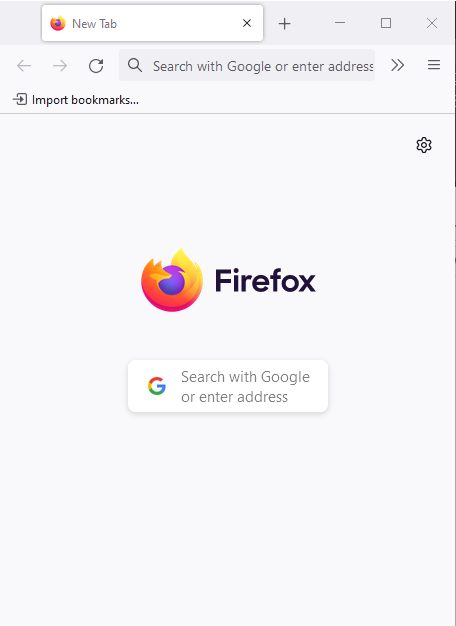 New Tab
Search with Google or enter address
Import bookmarks...
Firefox
Search with Google
or enter address